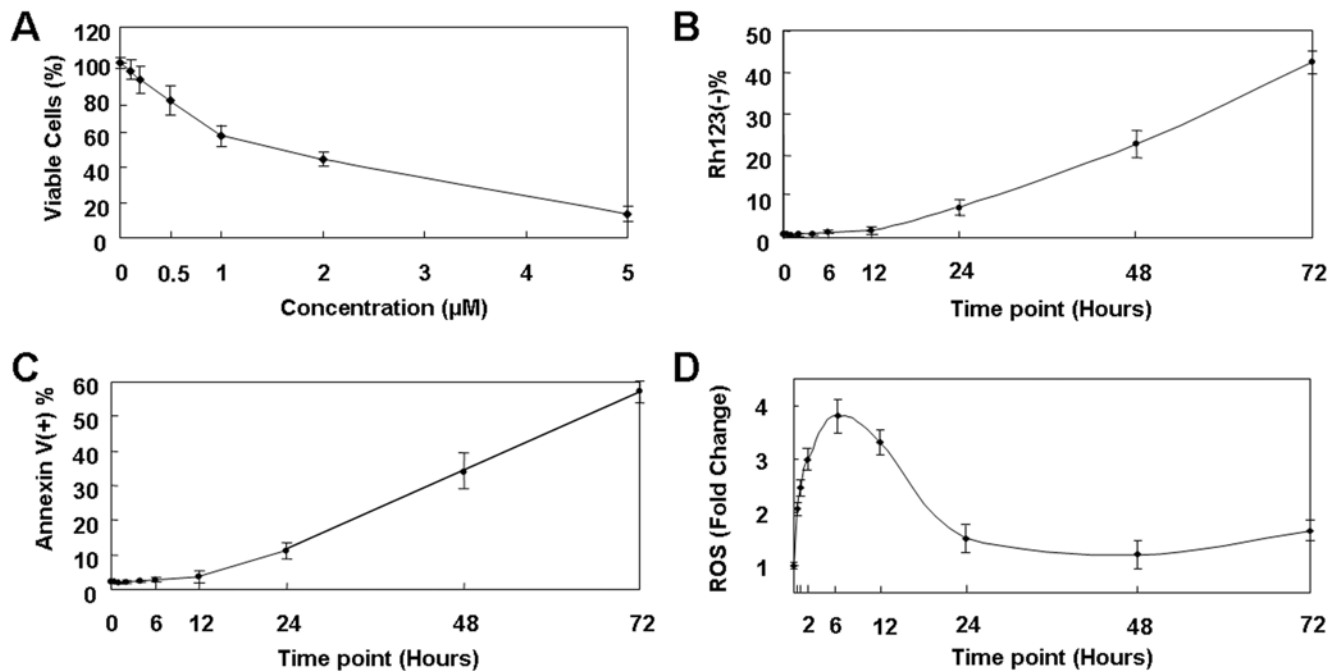 A
Viable Cells (%)
120
100
80
60
40
20
0
0 0.5 1 2 3 4 5
Concentration (µM)
B
Rh123(-)%
50
40
30
20
10
0
0 6 12 24 48 72
Time point (Hours)
C
Annexin V(+) %
60
50
40
30
20
10
0
0 6 12 24 48 72
Time point (Hours)
D
ROS (Fold Change)
4
3
2
1
2 6 12 24 48 72
Time point (Hours)